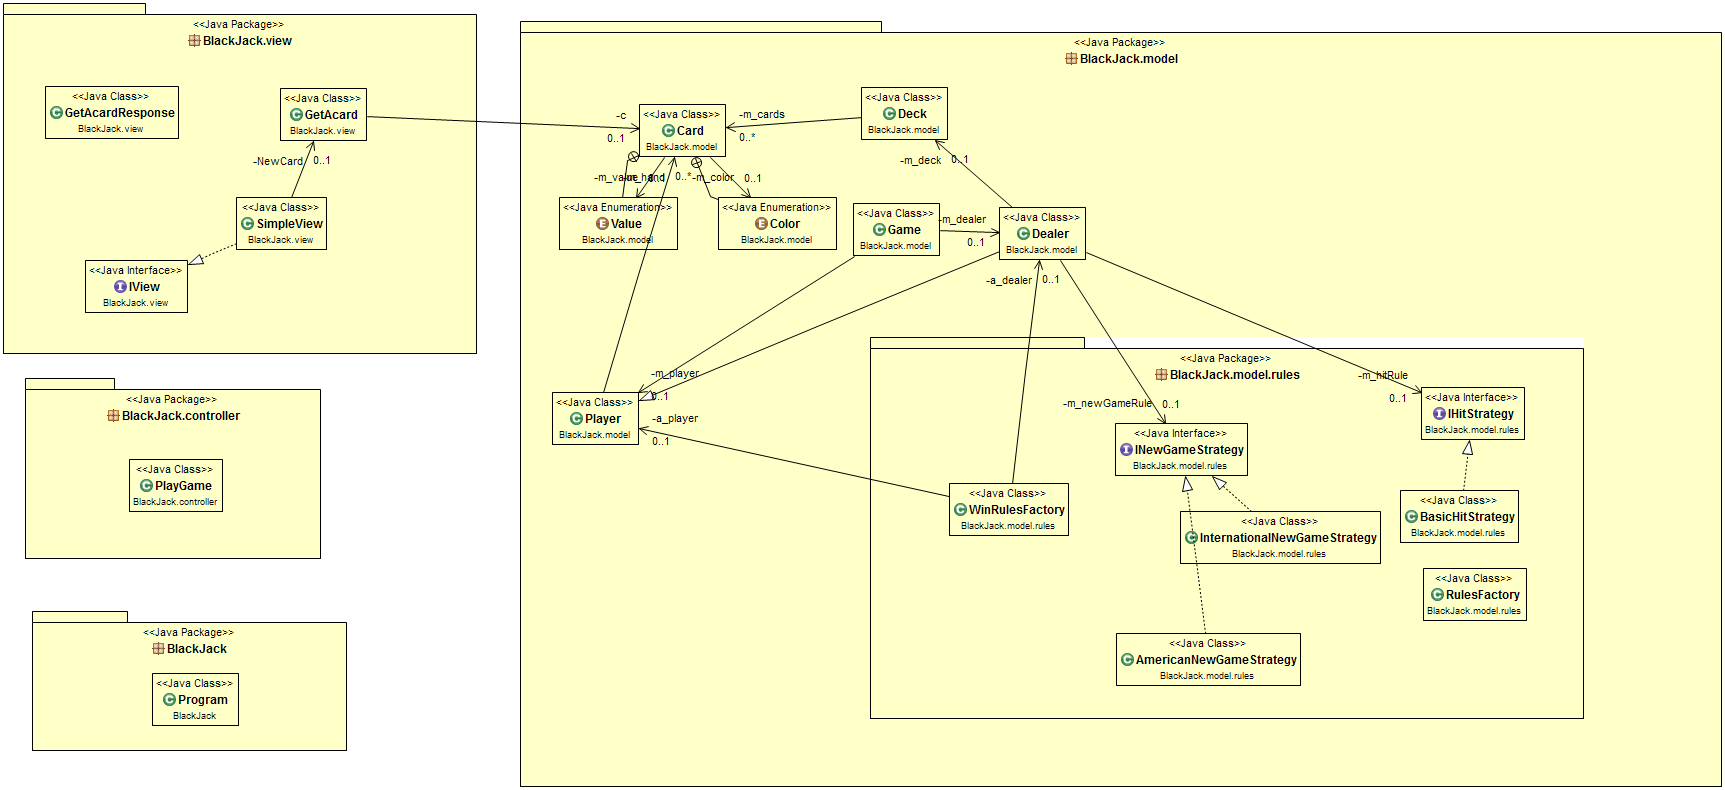 <<Java Package>>
BlackJack.view
<<Java Class>>
GetAcardResponse
BlackJack.view
<<Java Class>>
GetAcard
BlackJack.view
-NewCard
0..1
<<Java Class>>
SimpleView
BlackJack.view
<<Java Interface>>
IView
BlackJack.view
<<Java Package>>
BlackJack.controller
<<Java Class>>
PlayGame
BlackJack.controller
<<Java Package>>
BlackJack
<<Java Class>>
Program
BlackJack
<<Java Package>>
BlackJack.model
-c
0..1
<<Java Class>>
Card
BlackJack.model
-m_cards
0..*
<<Java Class>>
Deck
BlackJack.model
-m_deck
0..1
-m_value
-m_hand
0..1
0..*
-m_color
0..1
<<Java Enumeration>>
Value
BlackJack.model
<<Java Enumeration>>
Color
BlackJack.model
<<Java Class>>
Game
BlackJack.model
-m_dealer
0..1
<<Java Class>>
Dealer
BlackJack.model
-a_dealer
0..1
-m_player
0..1
<<Java Class>>
Player
BlackJack.model
-a_player
0..1
<<Java Package>>
BlackJack.model.rules
-m_hitRule
0..1
<<Java Interface>>
IHitStrategy
BlackJack.model.rules
-m_newGameRule
0..1
<<Java Interface>>
INewGameStrategy
BlackJack.model.rules
<<Java Class>>
WinRulesFactory
BlackJack.model.rules
<<Java Class>>
InternationalNewGameStrategy
BlackJack.model.rules
<<Java Class>>
BasicHitStrategy
BlackJack.model.rules
<<Java Class>>
RulesFactory
BlackJack.model.rules
<<Java Class>>
AmericanNewGameStrategy
BlackJack.model.rules